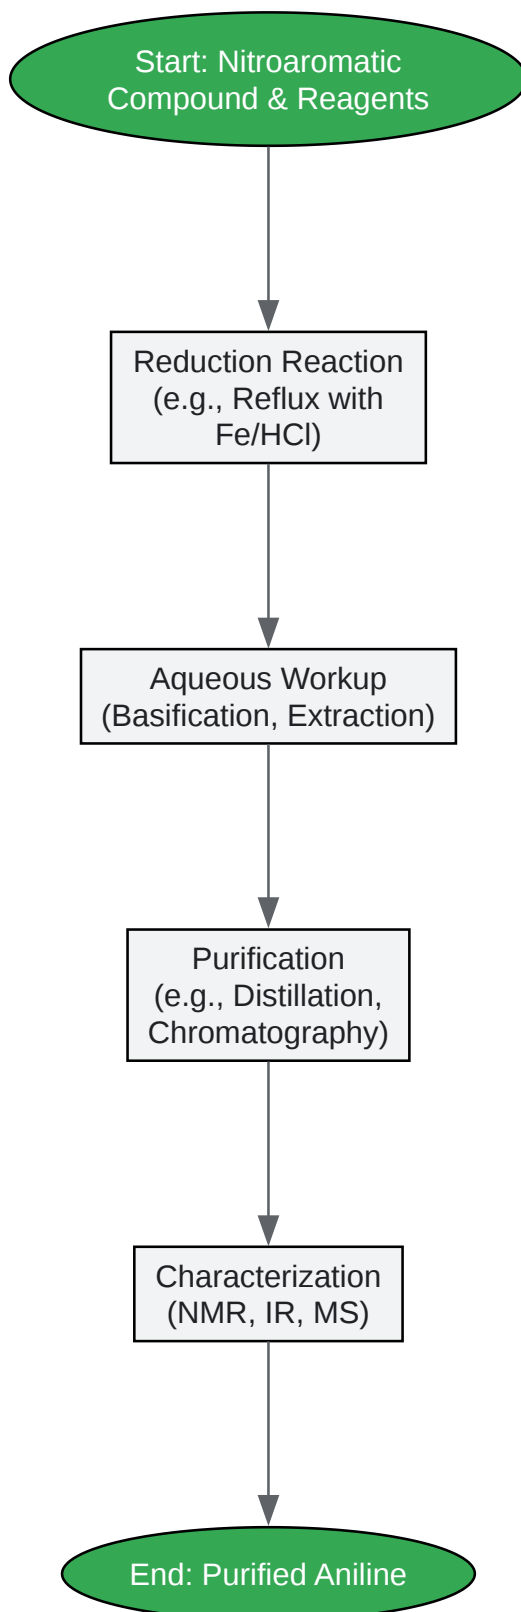 Start: Nitroaromatic
Compound & Reagents
Reduction Reaction
(e.g., Reflux with
Fe/HCl)
Aqueous Workup
(Basification, Extraction)
Purification
(e.g., Distillation,
Chromatography)
Characterization
(NMR, IR, MS)
End: Purified Aniline